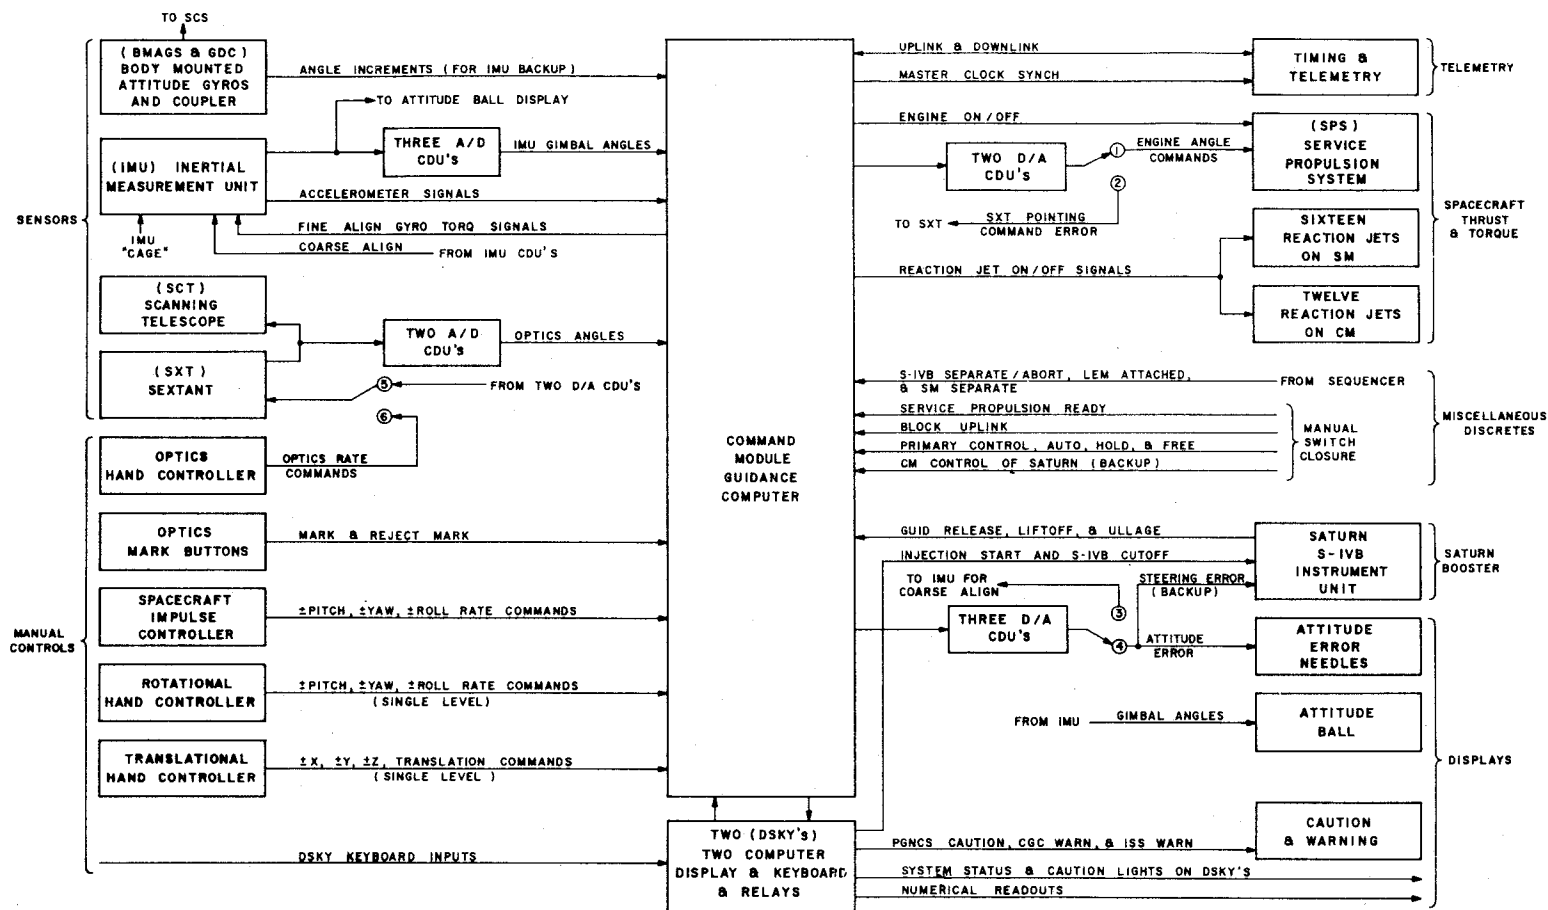 TO SCS
(BMAGS & GDC)
BODY MOUNTED
ATTITUDE GYROS
AND COUPLER
ANGLE INCREMENTS (FOR IMU BACKUP)
TO ATTITUDE BALL DISPLAY
THREE A/D
CDU'S
IMU GIMBAL ANGLES
(IMU) INERTIAL
MEASUREMENT UNIT
ACCELEROMETER SIGNALS
FINE ALIGN GYRO TORQ SIGNALS
COARSE ALIGN
FROM IMU CDU'S
IMU
"CAGE"
SENSORS
(SCT)
SCANNING
TELESCOPE
TWO A/D
CDU'S
OPTICS ANGLES
(SXT)
SEXTANT
5
FROM TWO D/A CDU'S
6
OPTICS
HAND CONTROLLER
OPTICS RATE
COMMANDS
OPTICS
MARK BUTTONS
MARK & REJECT MARK
SPACECRAFT
IMPULSE
CONTROLLER
±PITCH, ±YAW, ±ROLL RATE COMMANDS
MANUAL
CONTROLS
ROTATIONAL
HAND CONTROLLER
±PITCH, ±YAW, ±ROLL RATE COMMANDS
(SINGLE LEVEL)
TRANSLATIONAL
HAND CONTROLLER
±X, ±Y, ±Z, TRANSLATION COMMANDS
(SINGLE LEVEL)
DSKY KEYBOARD INPUTS
COMMAND
MODULE
GUIDANCE
COMPUTER
TWO (DSKY's)
TWO COMPUTER
DISPLAY & KEYBOARD
& RELAYS
UPLINK & DOWNLINK
MASTER CLOCK SYNCH
TIMING &
TELEMETRY
TELEMETRY
ENGINE ON/OFF
TWO D/A
CDU'S
1
ENGINE ANGLE
COMMANDS
2
TO SXT
SXT POINTING
COMMAND ERROR
(SPS)
SERVICE
PROPULSION
SYSTEM
REACTION JET ON/OFF SIGNALS
SIXTEEN
REACTION JETS
ON SM
TWELVE
REACTION JETS
ON CM
SPACECRAFT
THRUST
& TORQUE
S-IVB SEPARATE/ABORT, LEM ATTACHED,
& SM SEPARATE
FROM SEQUENCER
SERVICE PROPULSION READY
BLOCK UPLINK
PRIMARY CONTROL, AUTO, HOLD, & FREE
CM CONTROL OF SATURN (BACKUP)
MANUAL
SWITCH
CLOSURE
MISCELLANEOUS
DISCRETES
GUID RELEASE, LIFTOFF, & ULLAGE
INJECTION START AND S-IVB CUTOFF
TO IMU FOR
COARSE ALIGN
STEERING ERROR
(BACKUP)
SATURN
S-IVB
INSTRUMENT
UNIT
SATURN
BOOSTER
3
THREE D/A
CDU'S
4
ATTITUDE
ERROR
ATTITUDE
ERROR
NEEDLES
FROM IMU
GIMBAL ANGLES
ATTITUDE
BALL
DISPLAYS
CAUTION
& WARNING
PGNCS CAUTION, CGC WARN, & ISS WARN
SYSTEM STATUS & CAUTION LIGHTS ON DSKY'S
NUMERICAL READOUTS